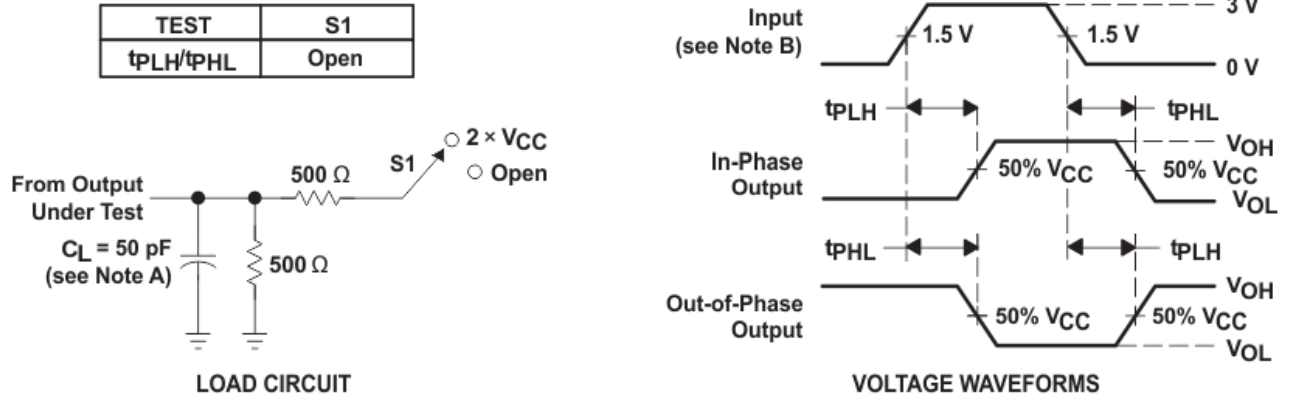 TEST S1
tPLH/tPHL Open
2 × VCC
S1
Open
500 Ω
From Output
Under Test
CL = 50 pF
(see Note A)
500 Ω
LOAD CIRCUIT
Input
(see Note B)
3 V
1.5 V
1.5 V
0 V
tPLH
tPHL
In-Phase
Output
VOH
50% VCC
50% VCC
VOL
tPHL
tPLH
Out-of-Phase
Output
VOH
50% VCC
50% VCC
VOL
VOLTAGE WAVEFORMS